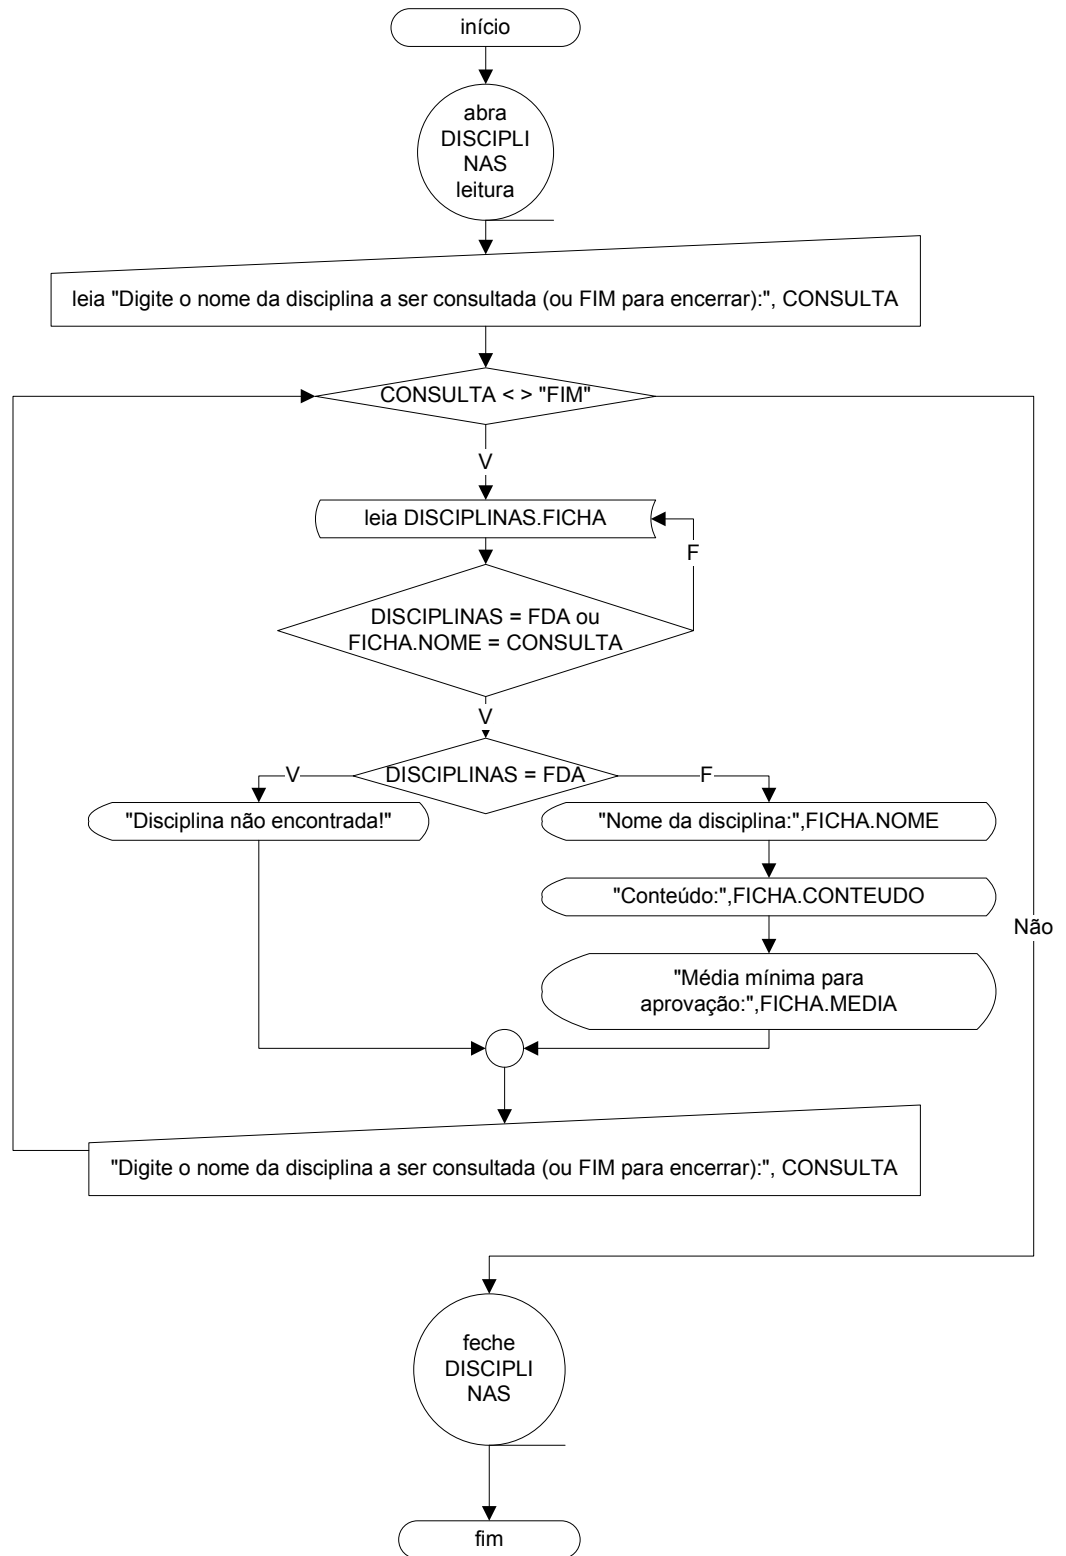 início
abra
DISCIPLI
NAS
leitura
leia "Digite o nome da disciplina a ser consultada (ou FIM para encerrar):", CONSULTA
CONSULTA < > "FIM"
V
leia DISCIPLINAS.FICHA
F
DISCIPLINAS = FDA ou
FICHA.NOME = CONSULTA
V
V
DISCIPLINAS = FDA
F
"Disciplina não encontrada!"
"Nome da disciplina:",FICHA.NOME
"Conteúdo:",FICHA.CONTEUDO
Não
"Média mínima para
aprovação:",FICHA.MEDIA
"Digite o nome da disciplina a ser consultada (ou FIM para encerrar):", CONSULTA
feche
DISCIPLI
NAS
fim